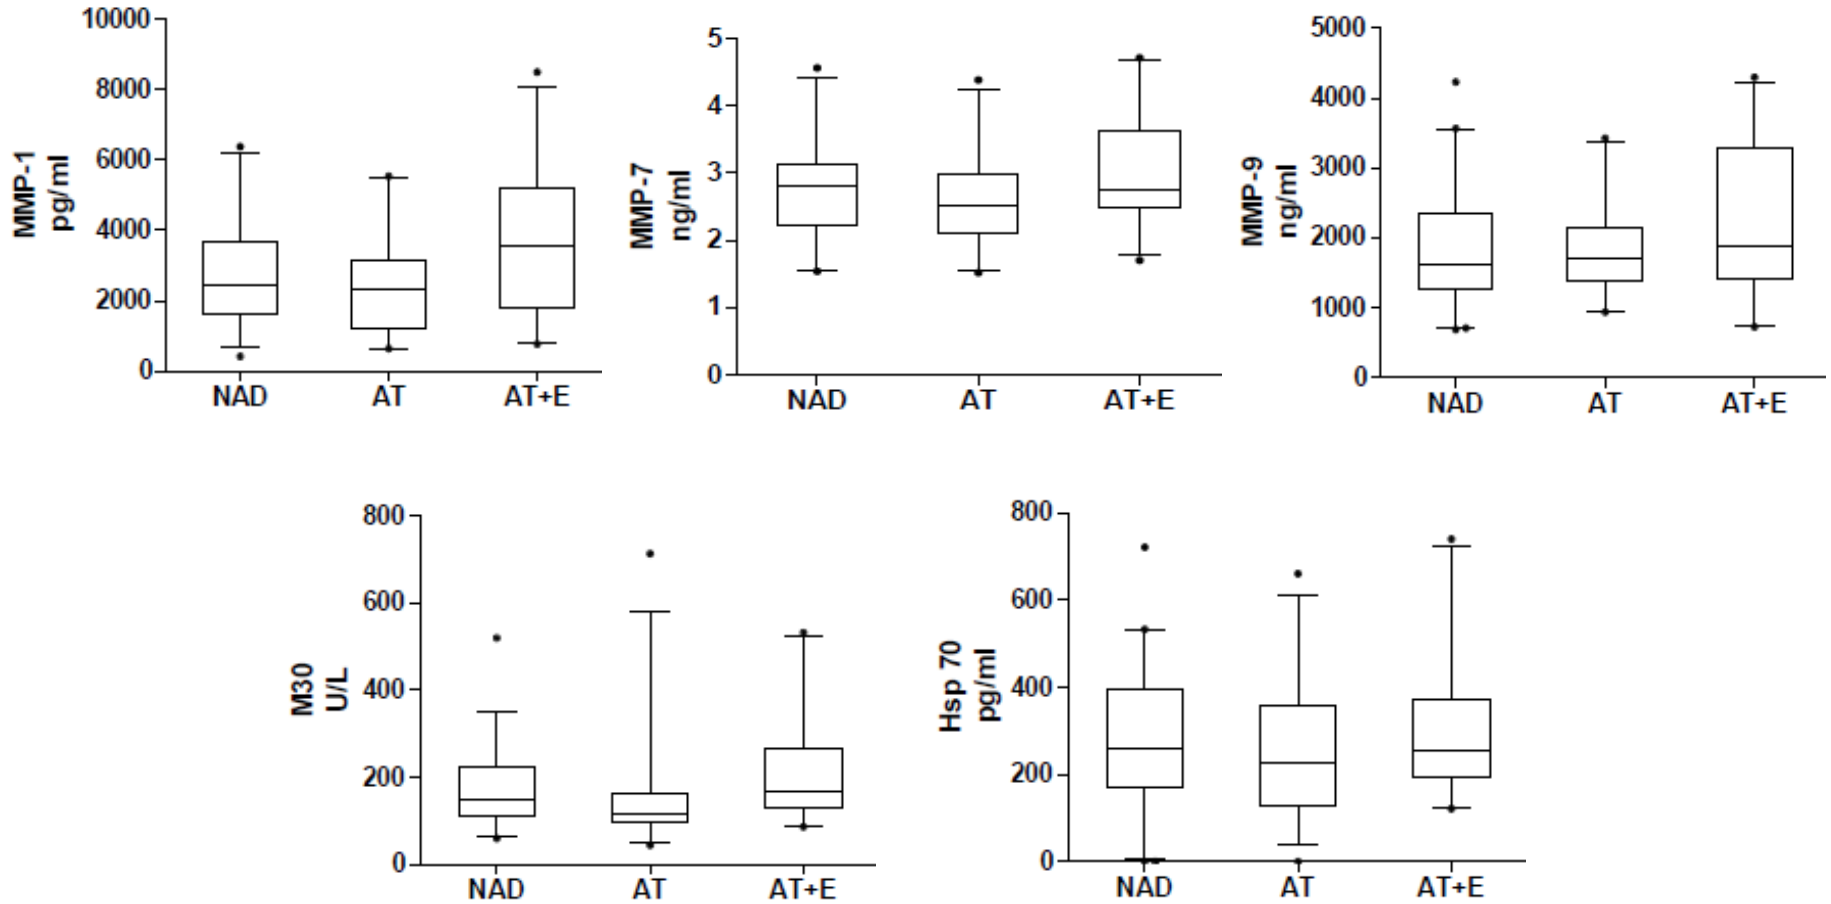 MMP-1
pg/ml
10000
8000
6000
4000
2000
0
NAD AT AT+E
MMP-7
ng/ml
5
4
3
2
1
0
NAD AT AT+E
MMP-9
ng/ml
5000
4000
3000
2000
1000
0
NAD AT AT+E
M30
U/L
800
600
400
200
0
NAD AT AT+E
Hsp 70
pg/ml
800
600
400
200
0
NAD AT AT+E